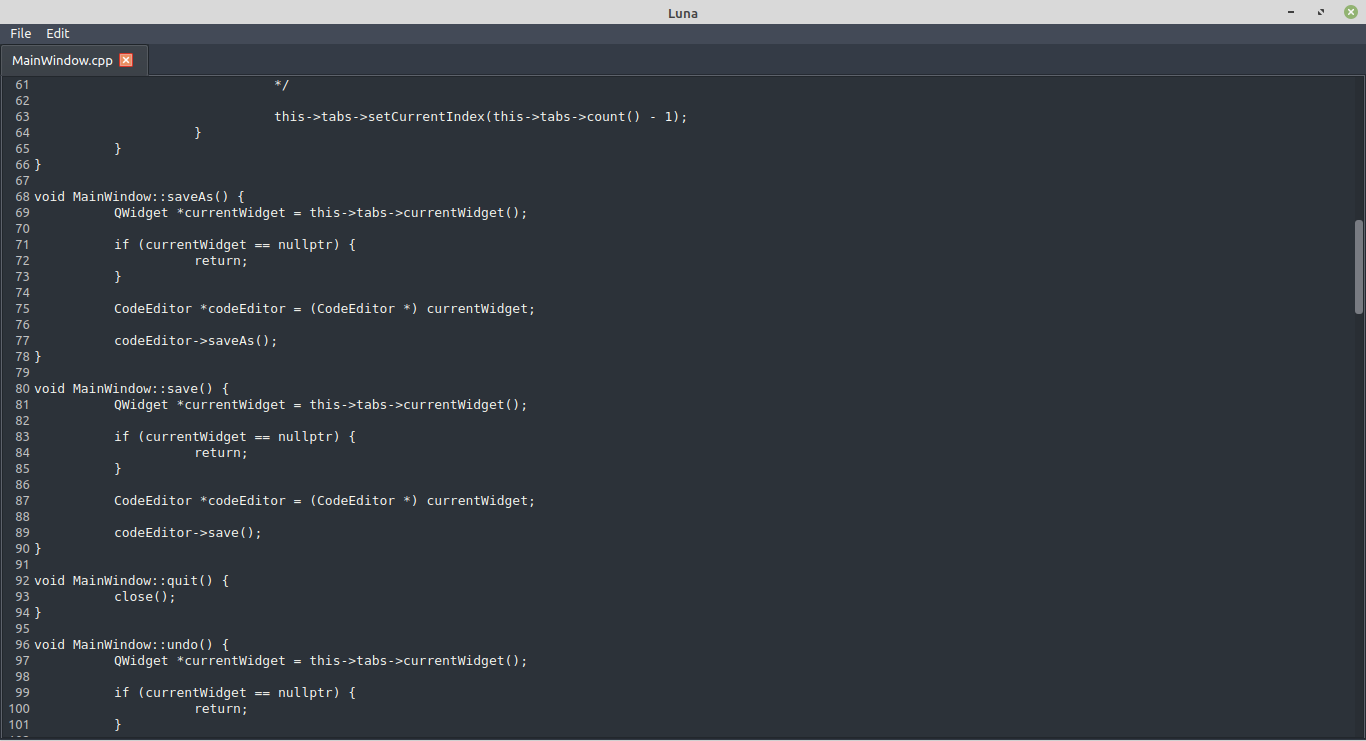 Luna
File Edit
MainWindow.cpp
61 */
62
63 this->tabs->setCurrentIndex(this->tabs->count() - 1);
64 }
65 }
66 }
67
68 void MainWindow::saveAs() {
69 QWidget *currentWidget = this->tabs->currentWidget();
70
71 if (currentWidget == nullptr) {
72 return;
73 }
74
75 CodeEditor *codeEditor = (CodeEditor *) currentWidget;
76
77 codeEditor->saveAs();
78 }
79
80 void MainWindow::save() {
81 QWidget *currentWidget = this->tabs->currentWidget();
82
83 if (currentWidget == nullptr) {
84 return;
85 }
86
87 CodeEditor *codeEditor = (CodeEditor *) currentWidget;
88
89 codeEditor->save();
90 }
91
92 void MainWindow::quit() {
93 close();
94 }
95
96 void MainWindow::undo() {
97 QWidget *currentWidget = this->tabs->currentWidget();
98
99 if (currentWidget == nullptr) {
100 return;
101 }